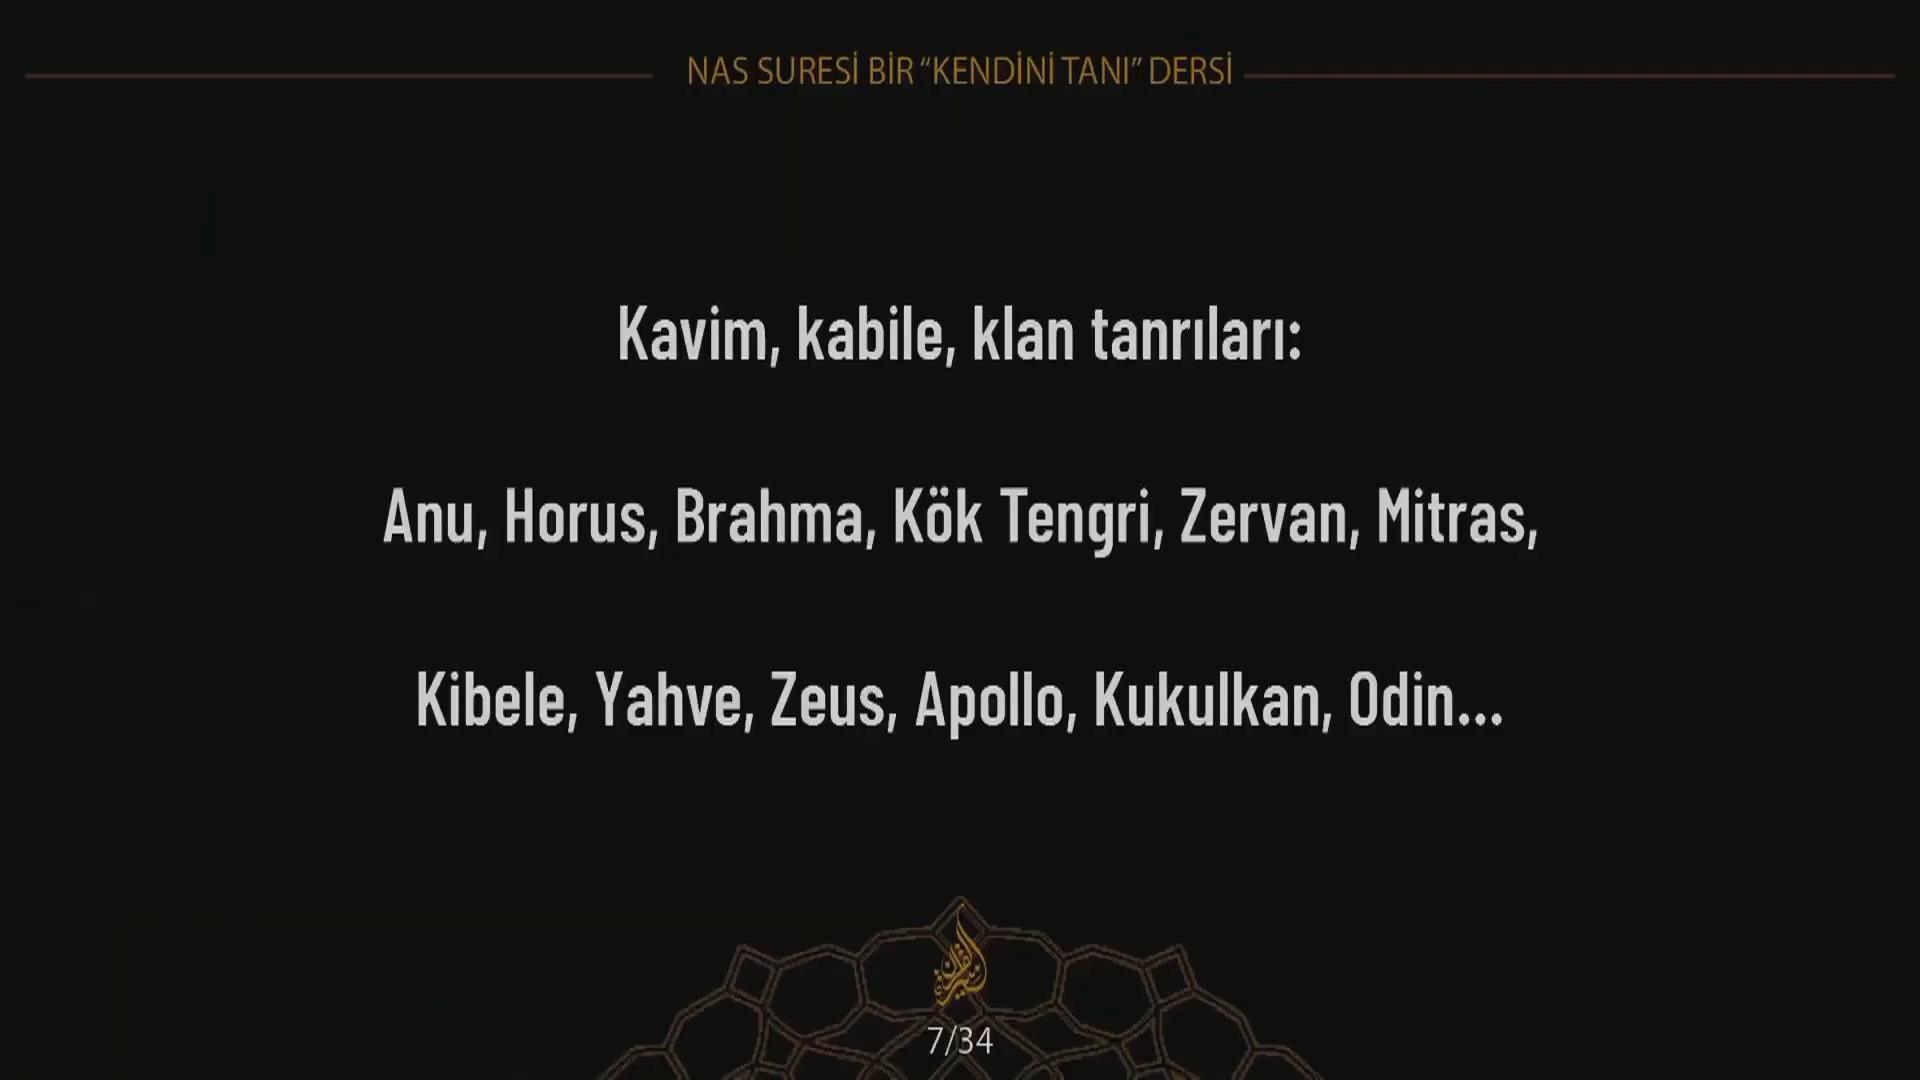 NAS SURESİ BİR “KENDİNİ TANI” DERSİ
Kavim, kabile, klan tanrıları:
Anu, Horus, Brahma, Kök Tengri, Zervan, Mitras,
Kibele, Yahve, Zeus, Apollo, Kukulkan, Odin...
7/34